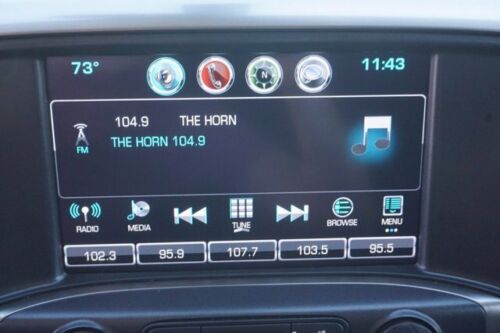 73° N 11:43
104.9 THE HORN
FM THE HORN 104.9
RADIO MEDIA TUNE BROWSE MENU
102.3 95.9 107.7 103.5 95.5